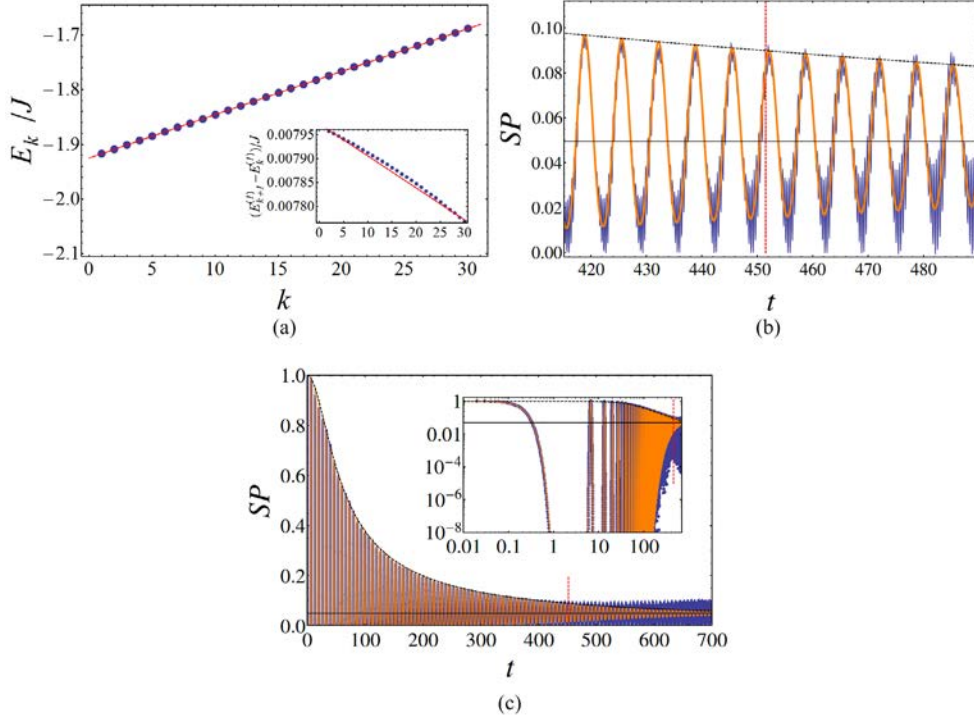 −1.7
−1.8
−1.9
−2.0
−2.1
E_k /J
0 5 10 15 20 25 30
k
(a)
0.00795
0.00790
0.00785
0.00780
(E_{k+1}^{(I)} − E_k^{(I)})/J
0 5 10 15 20 25 30
0.10
0.08
0.06
0.04
0.02
0.00
SP
420 430 440 450 460 470 480
t
(b)
1.0
0.8
0.6
0.4
0.2
0.0
SP
0 100 200 300 400 500 600 700
t
1
0.01
10^{-4}
10^{-6}
10^{-8}
0.01 0.1 1 10 100
(c)